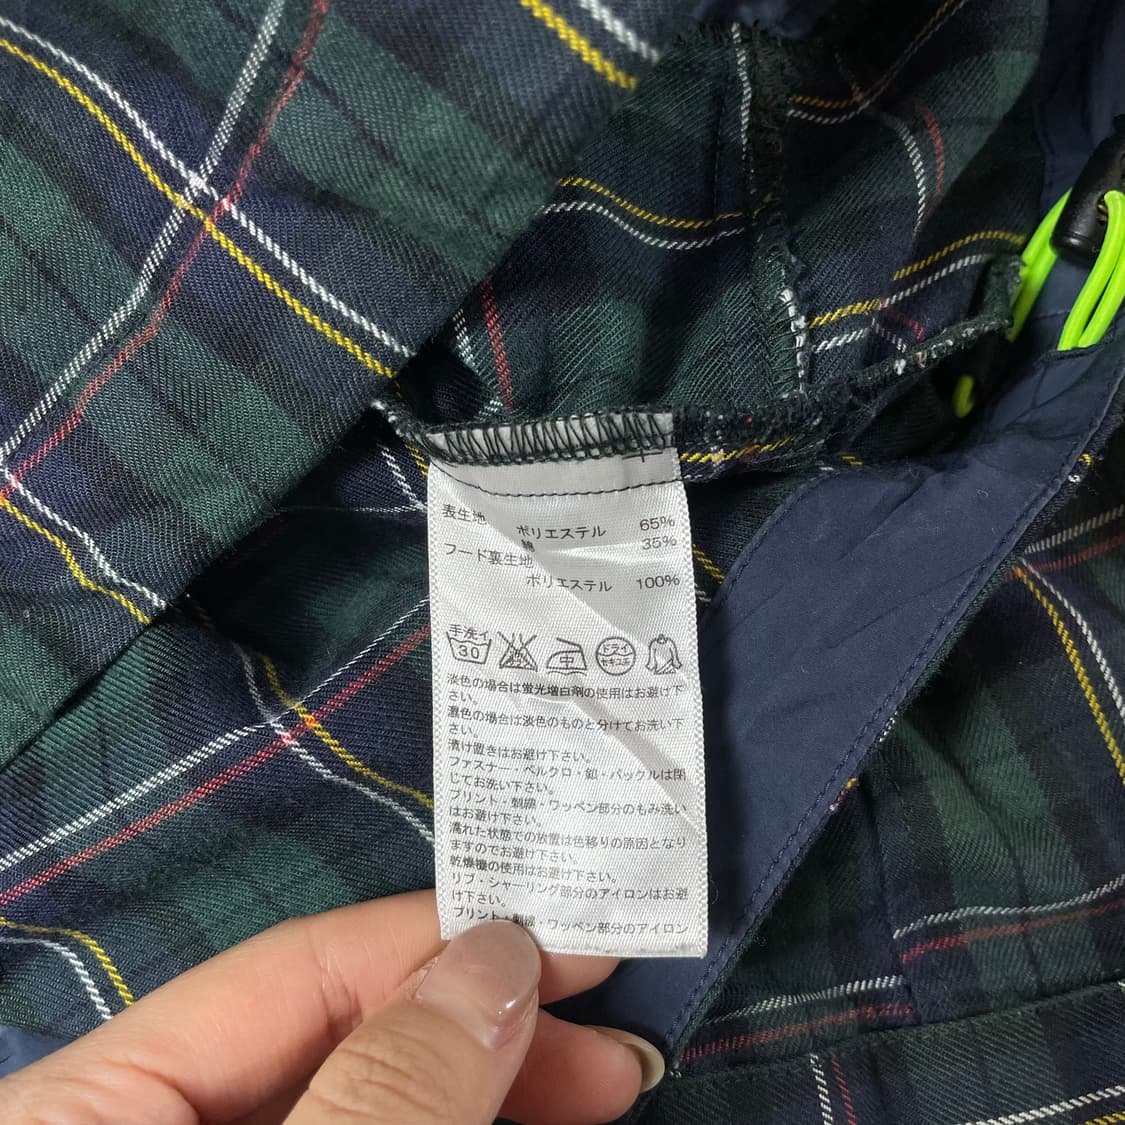 表生地
ポリエステル 65%
綿 35%
フード裏生地
ポリエステル 100%
手洗イ
30
中
ドライ
セキユ系
淡色の場合は蛍光増白剤の使用はお避け下
さい。
濃色の場合は淡色のものと分けてお洗い下
さい。
漬け置きはお避け下さい。
ファスナー・ベルクロ・釦・バックルは閉
じてお洗い下さい。
プリント・刺繍・ワッペン部分のもみ洗い
はお避け下さい。
濡れた状態での放置は色移りの原因となり
ますのでお避け下さい。
乾燥機の使用はお避け下さい。
リブ・シャーリング部分のアイロンはお避
け下さい。
プリント・刺繍・ワッペン部分のアイロン